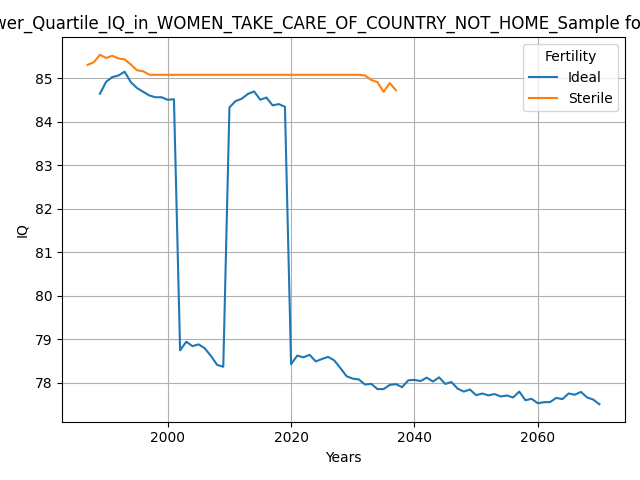 wer_Quartile_IQ_in_WOMEN_TAKE_CARE_OF_COUNTRY_NOT_HOME_Sample fo
Fertility
Ideal
Sterile
85
84
83
82
81
80
79
78
IQ
2000 2020 2040 2060
Years